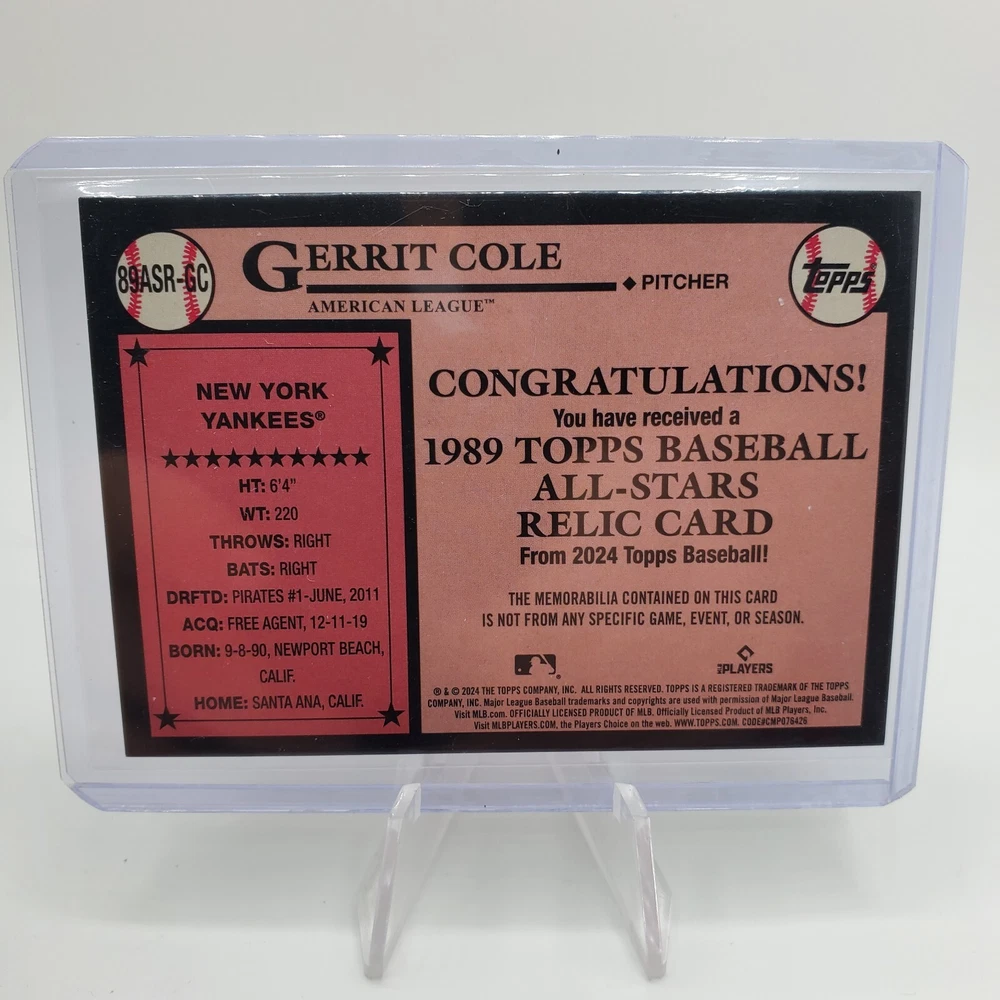 89ASR-GC
GERRIT COLE
PITCHER
AMERICAN LEAGUE™
Topps®
NEW YORK
YANKEES®
HT: 6'4"
WT: 220
THROWS: RIGHT
BATS: RIGHT
DRFTD: PIRATES #1-JUNE, 2011
ACQ: FREE AGENT, 12-11-19
BORN: 9-8-90, NEWPORT BEACH,
CALIF.
HOME: SANTA ANA, CALIF.
CONGRATULATIONS!
You have received a
1989 TOPPS BASEBALL
ALL-STARS
RELIC CARD
From 2024 Topps Baseball!
THE MEMORABILIA CONTAINED ON THIS CARD
IS NOT FROM ANY SPECIFIC GAME, EVENT, OR SEASON.
MLB PLAYERS
® & © 2024 THE TOPPS COMPANY, INC. ALL RIGHTS RESERVED. TOPPS IS A REGISTERED TRADEMARK OF THE TOPPS
COMPANY, INC. Major League Baseball trademarks and copyrights are used with permission of Major League Baseball.
Visit MLB.com. OFFICIALLY LICENSED PRODUCT OF MLB. Officially Licensed Product of MLB Players, Inc.
Visit MLBPLAYERS.COM, the Players Choice on the web. WWW.TOPPS.COM. CODE#CMP076426